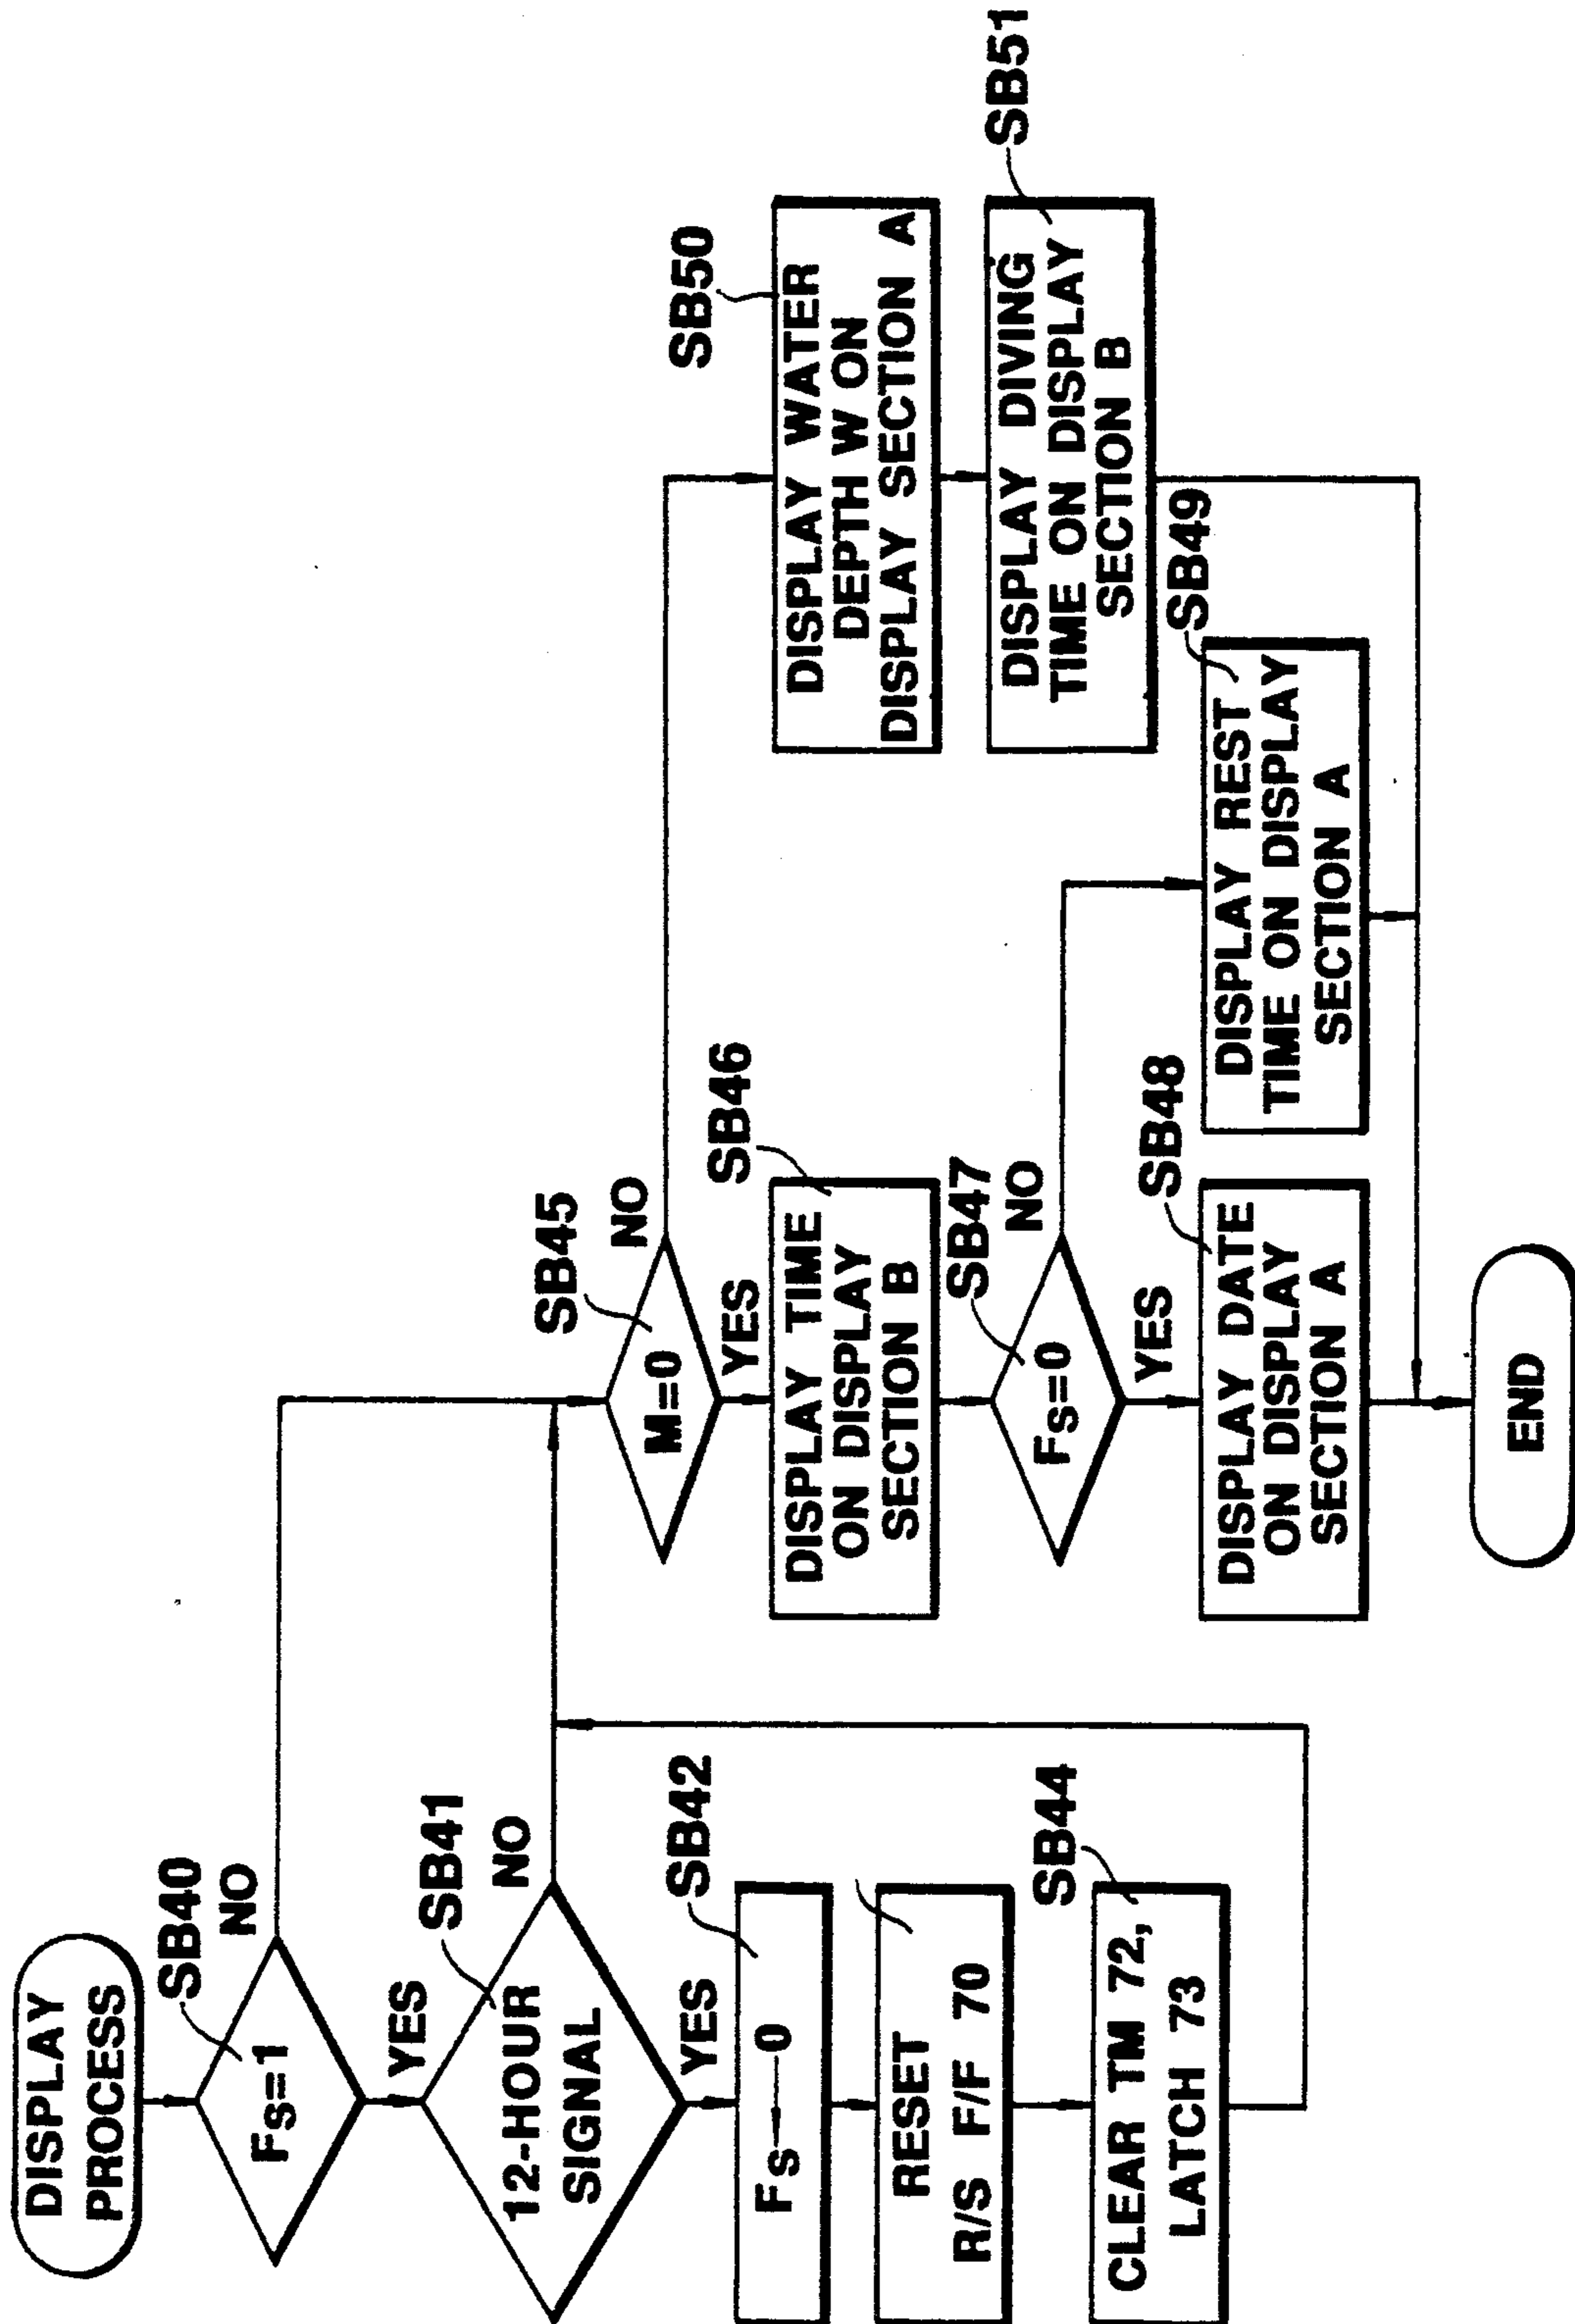 DISPLAY
PROCESS
SB40
NO
Fs=1
YES
SB41
NO
12-HOUR
SIGNAL
YES
SB42
Fs←0
RESET
R/S F/F 70
SB44
CLEAR TM 72,
LATCH 73
SB45
NO
M=0
YES
SB46
DISPLAY TIME
ON DISPLAY
SECTION B
SB47
NO
Fs=0
YES
SB48
DISPLAY DATE
ON DISPLAY
SECTION A
SB49
DISPLAY REST
TIME ON DISPLAY
SECTION A
SB50
DISPLAY WATER
DEPTH W ON
DISPLAY SECTION A
SB51
DISPLAY DIVING
TIME ON DISPLAY
SECTION B
END